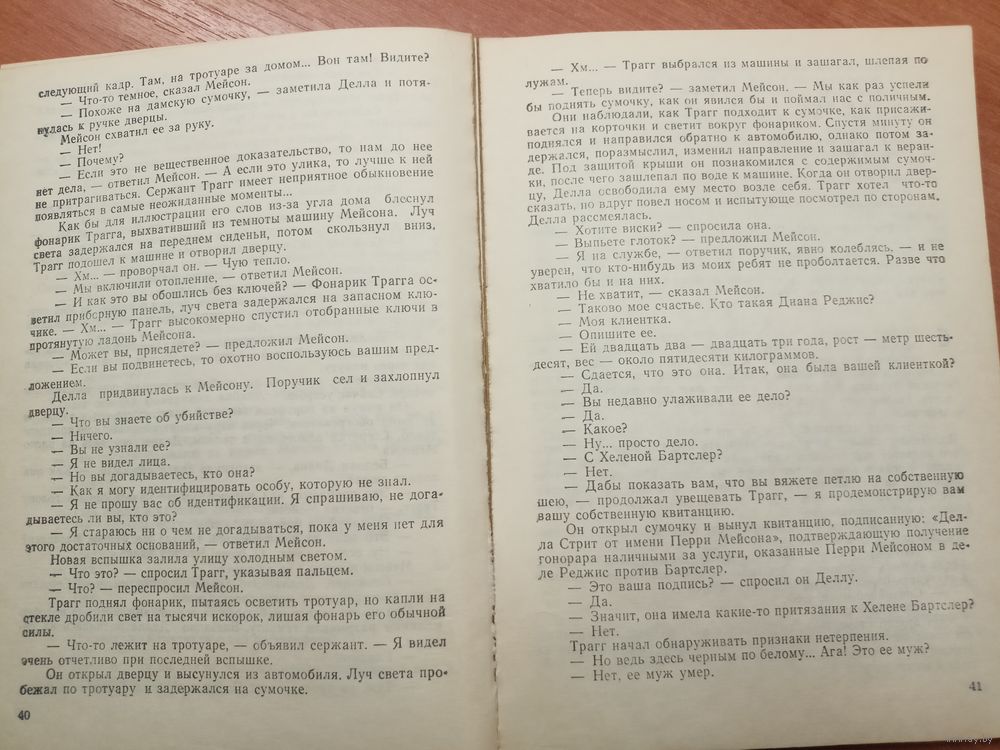 следующий кадр. Там, на тротуаре за домом... Вон там! Видите?
— Что-то темное, сказал Мейсон.
— Похоже на дамскую сумочку, — заметила Делла и потя-
нулась к ручке дверцы.
Мейсон схватил ее за руку.
— Нет!
— Почему?
— Если это не вещественное доказательство, то нам до нее
нет дела, — ответил Мейсон. — А если это улика, то лучше к ней
не притрагиваться. Сержант Трагг имеет неприятное обыкновение
появляться в самые неожиданные моменты...
Как бы для иллюстрации его слов из-за угла дома блеснул
фонарик Трагга, выхвативший из темноты машину Мейсона. Луч
света задержался на переднем сиденьи, потом скользнул вниз.
Трагг подошел к машине и отворил дверцу.
— Хм... — проворчал он. — Чую тепло.
— Мы включили отопление, — ответил Мейсон.
— И как это вы обошлись без ключей? — Фонарик Трагга ос-
ветил приборную панель, луч света задержался на запасном клю-
чике. — Хм... — Трагг высокомерно спустил отобранные ключи в
протянутую ладонь Мейсона.
— Может вы, присядете? — предложил Мейсон.
— Если вы подвинетесь, то охотно воспользуюсь вашим пред-
ложением.
Делла придвинулась к Мейсону. Поручик сел и захлопнул
дверцу.
— Что вы знаете об убийстве?
— Ничего.
— Вы не узнали ее?
— Я не видел лица.
— Но вы догадываетесь, кто она?
— Как я могу идентифицировать особу, которую не знал.
— Я не прошу вас об идентификации. Я спрашиваю, не дога-
дываетесь ли вы, кто это?
— Я стараюсь ни о чем не догадываться, пока у меня нет для
этого достаточных оснований, — ответил Мейсон.
Новая вспышка залила улицу холодным светом.
— Что это? — спросил Трагг, указывая пальцем.
— Что? — переспросил Мейсон.
Трагг поднял фонарик, пытаясь осветить тротуар, но капли на
стекле дробили свет на тысячи искорок, лишая фонарь его обычной
силы.
— Что-то лежит на тротуаре, — объявил сержант. — Я видел
очень отчетливо при последней вспышке.
Он открыл дверцу и высунулся из автомобиля. Луч света про-
бежал по тротуару и задержался на сумочке.
40
— Хм... — Трагг выбрался из машины и зашагал, шлепая по
лужам.
— Теперь видите? — заметил Мейсон. — Мы как раз успели
бы поднять сумочку, как он явился бы и поймал нас с поличным.
Они наблюдали, как Трагг подходит к сумочке, как присажи-
вается на корточки и светит вокруг фонариком. Спустя минуту он
поднялся и направился обратно к автомобилю, однако потом за-
держался, поразмыслил, изменил направление и зашагал к веран-
де. Под защитой крыши он познакомился с содержимым сумоч-
ки, после чего зашлепал по воде к машине. Когда он отворил двер-
цу, Делла освободила ему место возле себя. Трагг хотел что-то
сказать, но вдруг повел носом и испытующе посмотрел по сторонам.
Делла рассмеялась.
— Хотите виски? — спросила она.
— Выпьете глоток? — предложил Мейсон.
— Я на службе, — ответил поручик, явно колеблясь, — и не
уверен, что кто-нибудь из моих ребят не проболтается. Разве что
хватило бы и на них.
— Не хватит, — сказал Мейсон.
— Таково мое счастье. Кто такая Диана Реджис?
— Моя клиентка.
— Опишите ее.
— Ей двадцать два — двадцать три года, рост — метр шесть-
десят, вес — около пятидесяти килограммов.
— Сдается, что это она. Итак, она была вашей клиенткой?
— Да.
— Вы недавно улаживали ее дело?
— Да.
— Какое?
— Ну... просто дело.
— С Хеленой Бартслер?
— Нет.
— Дабы показать вам, что вы вяжете петлю на собственную
шею, — продолжал увещевать Трагг, — я продемонстрирую вам
вашу собственную квитанцию.
Он открыл сумочку и вынул квитанцию, подписанную: «Дел-
ла Стрит от имени Перри Мейсона», подтверждающую получение
гонорара наличными за услуги, оказанные Перри Мейсоном в де-
ле Реджис против Бартслер.
— Это ваша подпись? — спросил он Деллу.
— Да.
— Значит, она имела какие-то притязания к Хелене Бартслер?
— Нет.
Трагг начал обнаруживать признаки нетерпения.
— Но ведь здесь черным по белому... Ага! Это ее муж?
— Нет, ее муж умер.
41